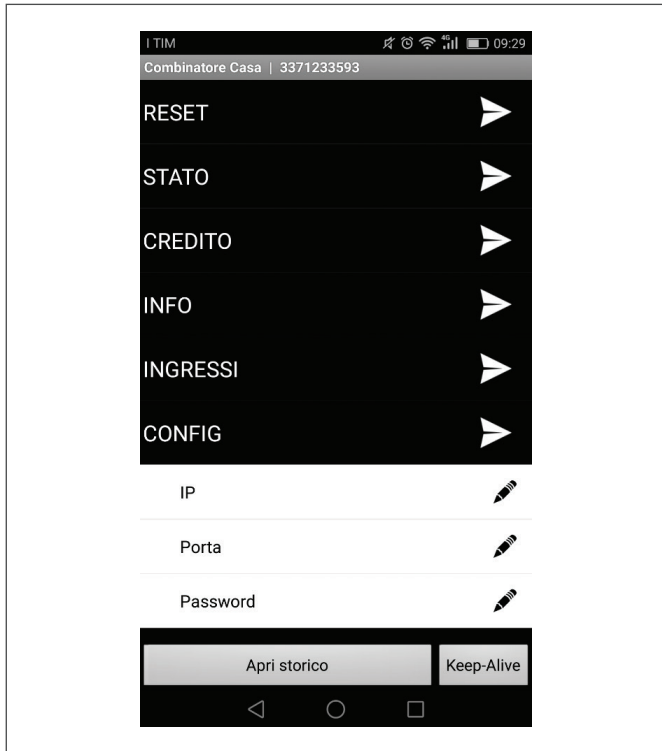 I TIM 4G 09:29
Combinatore Casa | 3371233593
RESET
STATO
CREDITO
INFO
INGRESSI
CONFIG
IP
Porta
Password
Apri storico Keep-Alive